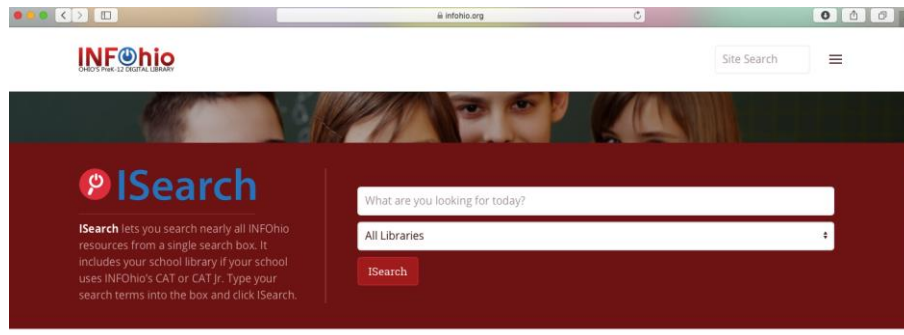 infohio.org
INFOhio
OHIO'S PreK-12 DIGITAL LIBRARY
Site Search
ISearch
ISearch lets you search nearly all INFOhio
resources from a single search box. It
includes your school library if your school
uses INFOhio's CAT or CAT Jr. Type your
search terms into the box and click ISearch.
What are you looking for today?
All Libraries
ISearch